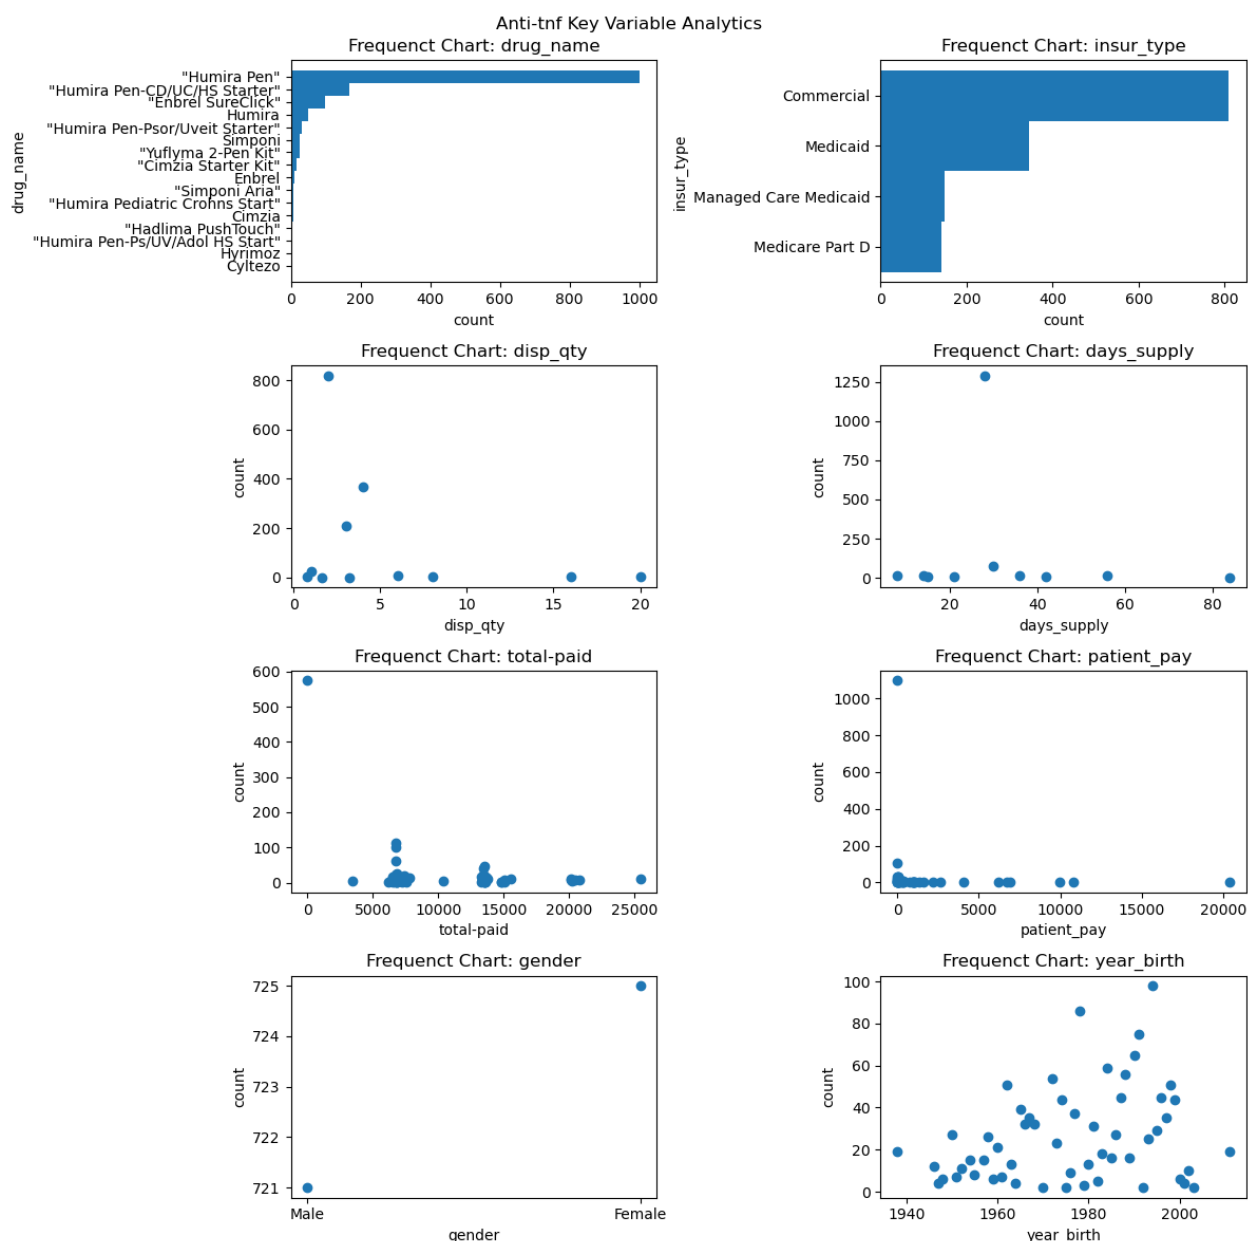 Anti-tnf Key Variable Analytics
Frequenct Chart: drug_name
drug_name
"Humira Pen"
"Humira Pen-CD/UC/HS Starter"
"Enbrel SureClick"
Humira
"Humira Pen-Psor/Uveit Starter"
Simponi
"Yuflyma 2-Pen Kit"
"Cimzia Starter Kit"
Enbrel
"Simponi Aria"
"Humira Pediatric Crohns Start"
Cimzia
"Hadlima PushTouch"
"Humira Pen-Ps/UV/Adol HS Start"
Hyrimoz
Cyltezo
0 200 400 600 800 1000
count
Frequenct Chart: insur_type
insur_type
Commercial
Medicaid
Managed Care Medicaid
Medicare Part D
0 200 400 600 800
count
Frequenct Chart: disp_qty
count
800
600
400
200
0
0 5 10 15 20
disp_qty
Frequenct Chart: days_supply
count
1250
1000
750
500
250
0
20 40 60 80
days_supply
Frequenct Chart: total-paid
count
600
500
400
300
200
100
0
0 5000 10000 15000 20000 25000
total-paid
Frequenct Chart: patient_pay
count
1000
800
600
400
200
0
0 5000 10000 15000 20000
patient_pay
Frequenct Chart: gender
count
725
724
723
722
721
Male Female
gender
Frequenct Chart: year_birth
count
100
80
60
40
20
0
1940 1960 1980 2000
year_birth